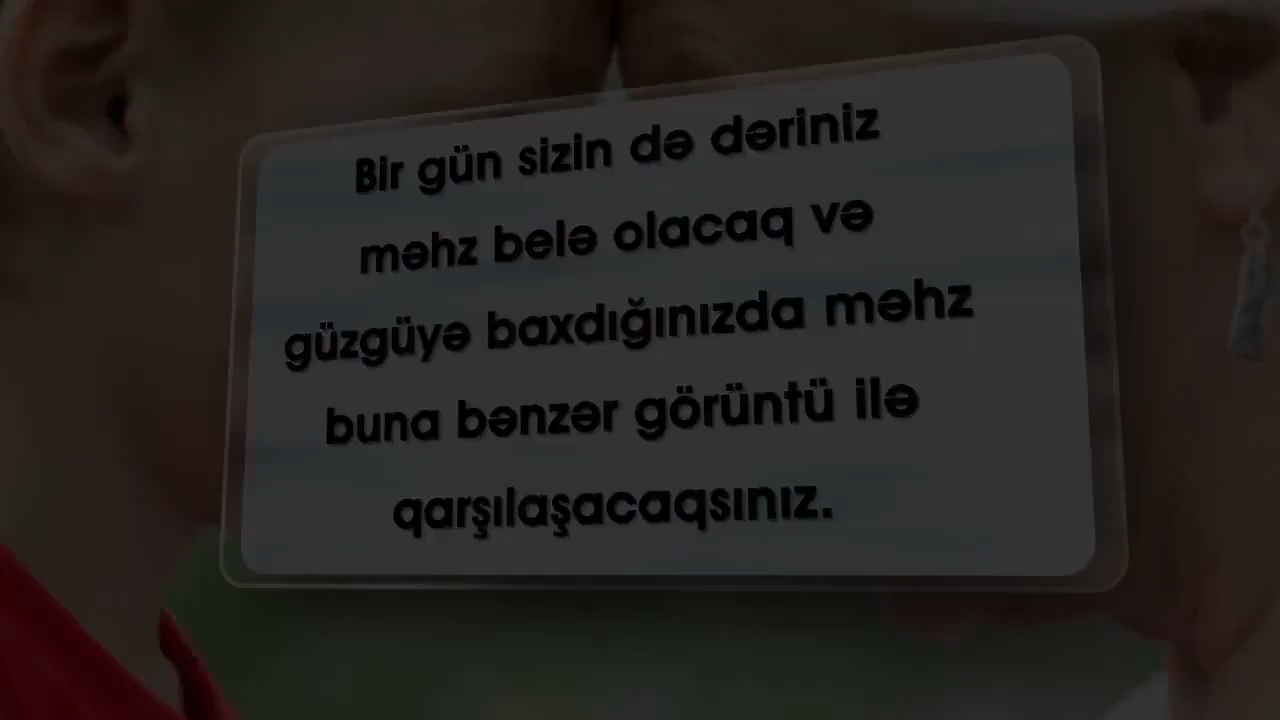 Bir gün sizin də dəriniz
məhz belə olacaq və
güzgüyə baxdığınızda məhz
buna bənzər görüntü ilə
qarşılaşacaqsınız.